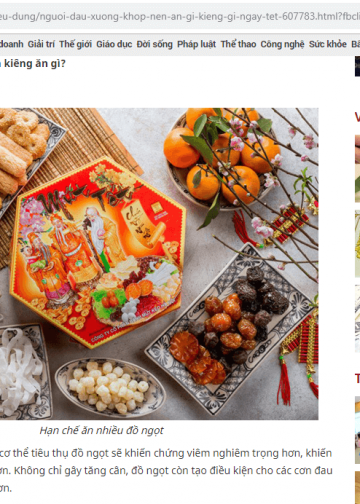 eu-dung/nguoi-dau-xuong-khop-nen-an-gi-kieng-gi-ngay-tet-607783.html?fbcli
doanh Giải trí Thế giới Giáo dục Đời sống Pháp luật Thể thao Công nghệ Sức khỏe Bấ
kiêng ăn gì?
Hạn chế ăn nhiều đồ ngọt
cơ thể tiêu thụ đồ ngọt sẽ khiến chứng viêm nghiêm trọng hơn, khiến
ơn. Không chỉ gây tăng cân, đồ ngọt còn tạo điều kiện cho các cơn đau
ơn.